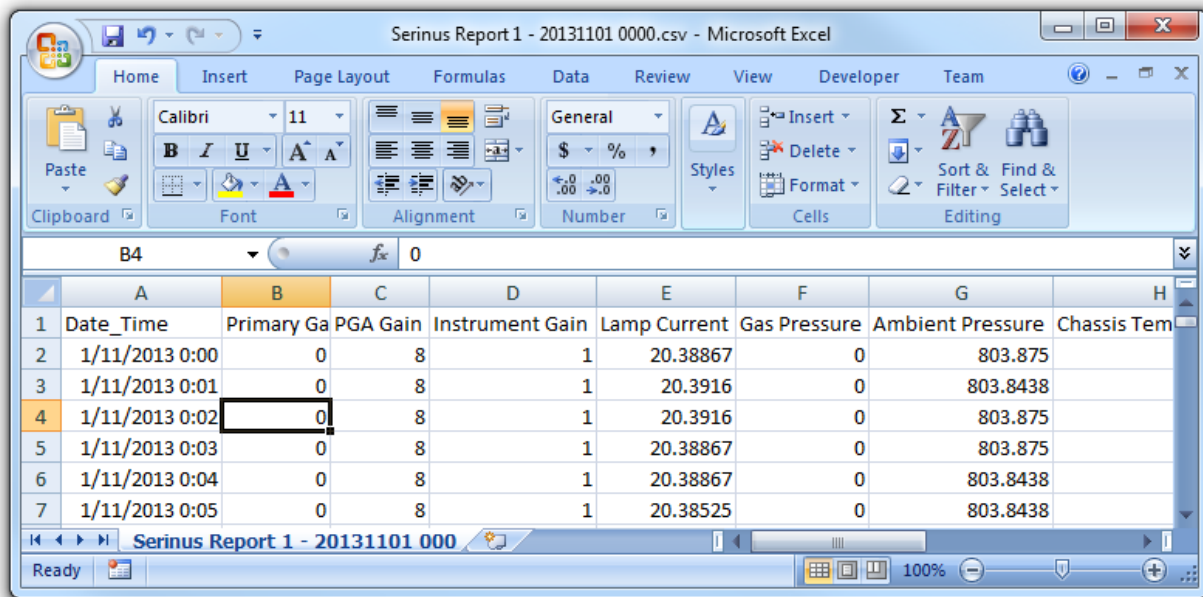 Serinus Report 1 - 20131101 0000.csv - Microsoft Excel
Home Insert Page Layout Formulas Data Review View Developer Team
Calibri 11 General Insert Σ
Paste B I U A A $ % , Styles Delete Sort & Filter Find & Select
.0 .00 .00 .0 Format
Clipboard Font Alignment Number Cells Editing
B4 fx 0
A B C D E F G H
1 Date_Time Primary Ga PGA Gain Instrument Gain Lamp Current Gas Pressure Ambient Pressure Chassis Tem
2 1/11/2013 0:00 0 8 1 20.38867 0 803.875
3 1/11/2013 0:01 0 8 1 20.3916 0 803.8438
4 1/11/2013 0:02 0 8 1 20.3916 0 803.875
5 1/11/2013 0:03 0 8 1 20.38867 0 803.875
6 1/11/2013 0:04 0 8 1 20.38867 0 803.8438
7 1/11/2013 0:05 0 8 1 20.38525 0 803.8438
Serinus Report 1 - 20131101 000
Ready 100%